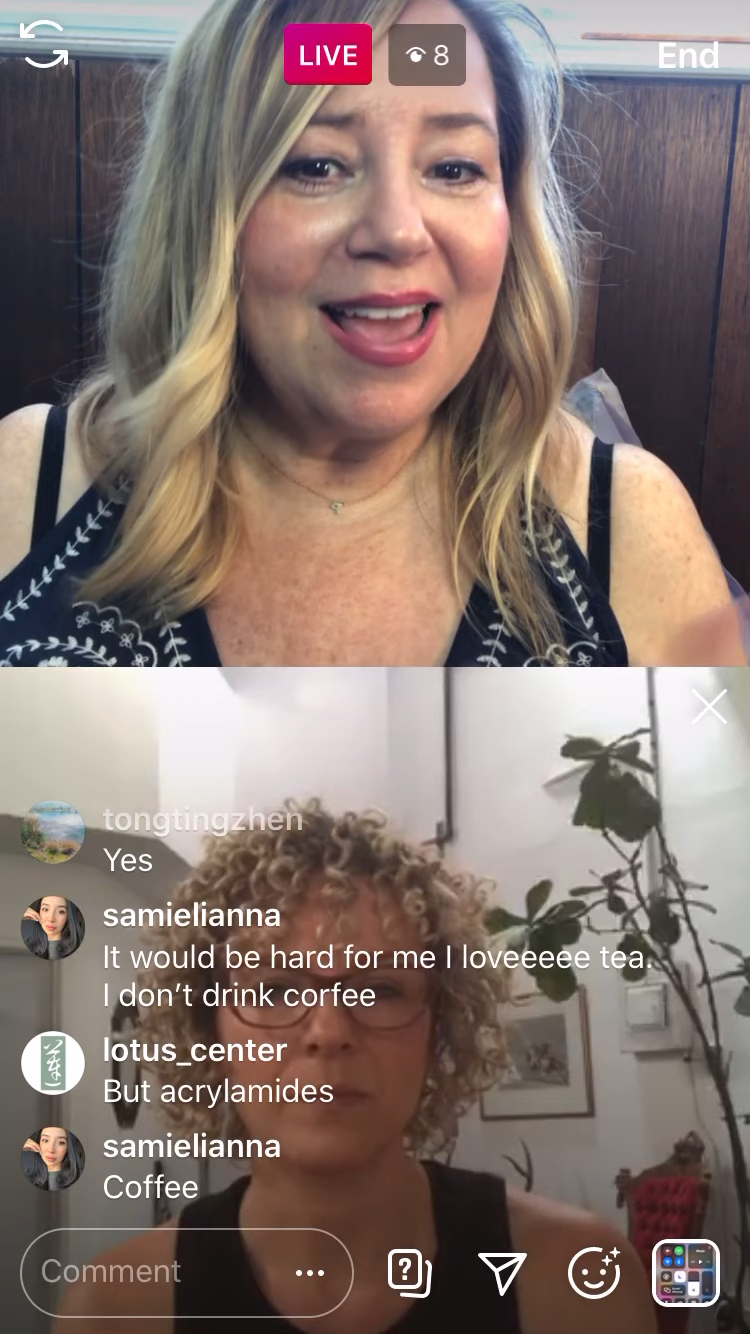 LIVE
8
End
tongtingzhen
Yes
samielianna
It would be hard for me I loveeeee tea.
I don't drink corfee
lotus_center
But acrylamides
samielianna
Coffee
Comment